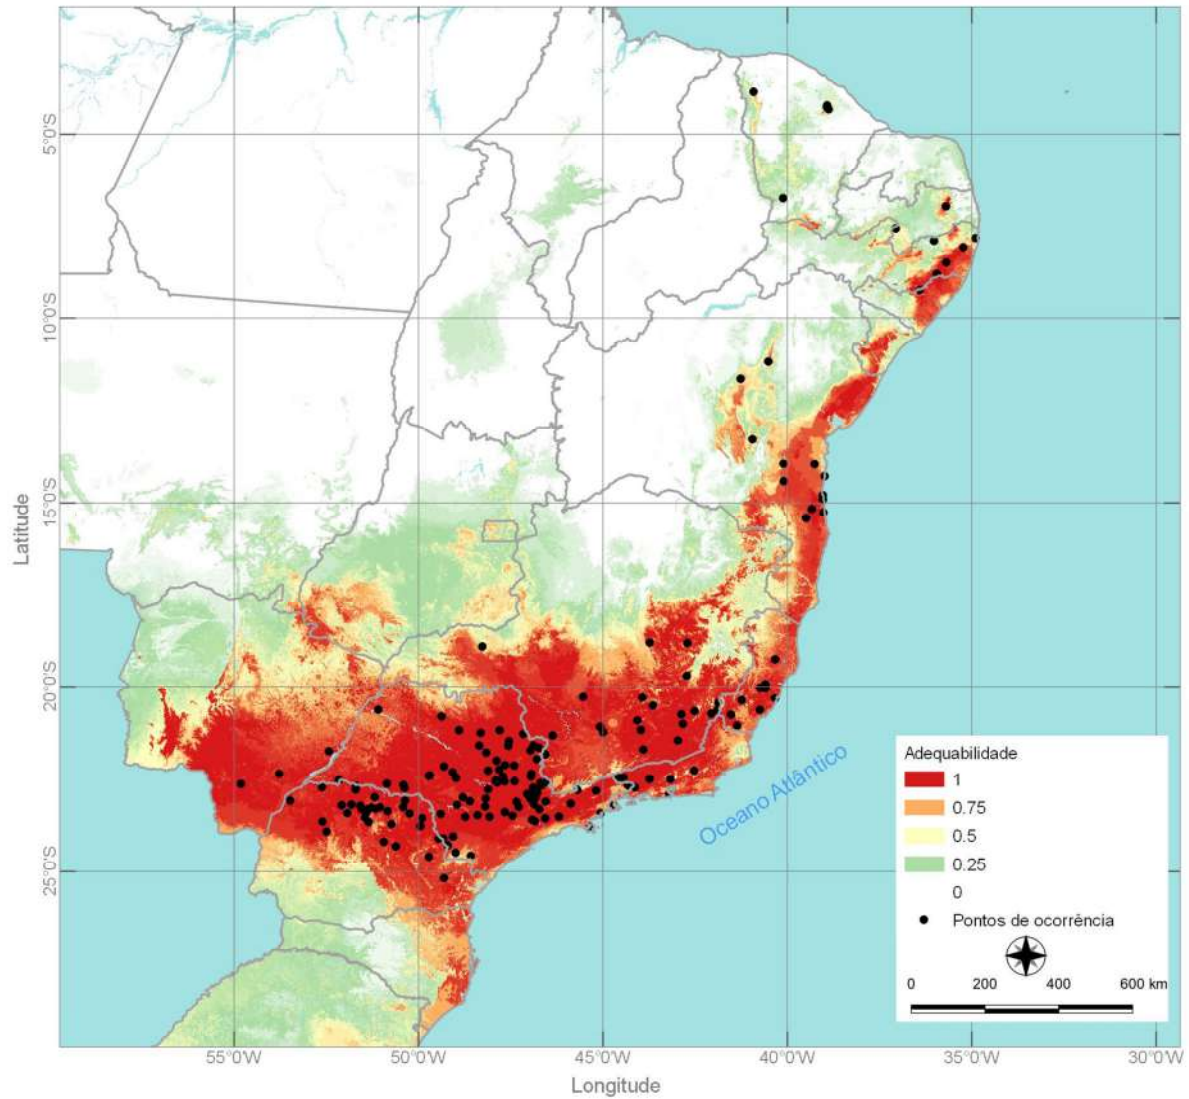 5°0'S
10°0'S
15°0'S
20°0'S
25°0'S
Latitude
Oceano Atlântico
Adequabilidade
1
0.75
0.5
0.25
0
Pontos de ocorrência
0 200 400 600 km
55°0'W 50°0'W 45°0'W 40°0'W 35°0'W 30°0'W
Longitude